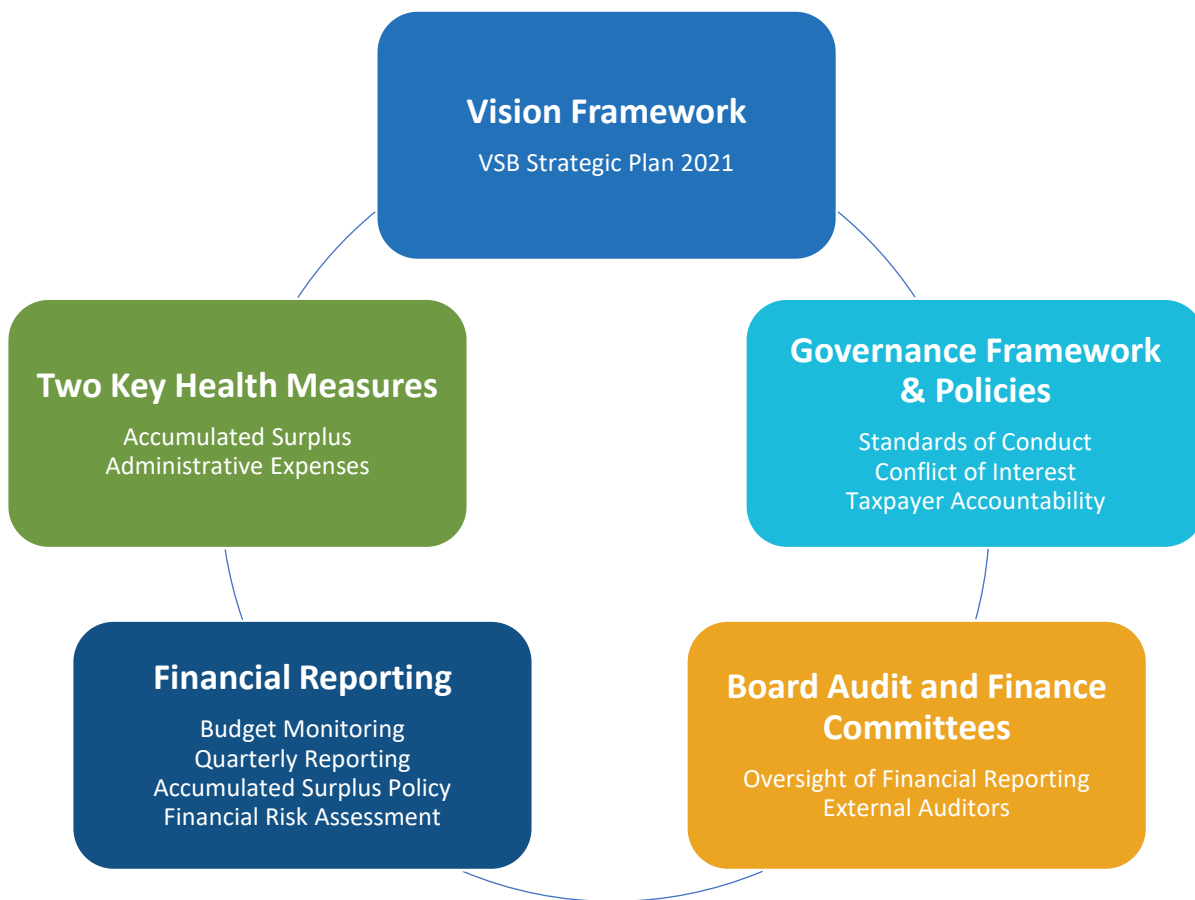 Vision Framework
VSB Strategic Plan 2021
Two Key Health Measures
Accumulated Surplus
Administrative Expenses
Governance Framework
& Policies
Standards of Conduct
Conflict of Interest
Taxpayer Accountability
Financial Reporting
Budget Monitoring
Quarterly Reporting
Accumulated Surplus Policy
Financial Risk Assessment
Board Audit and Finance
Committees
Oversight of Financial Reporting
External Auditors